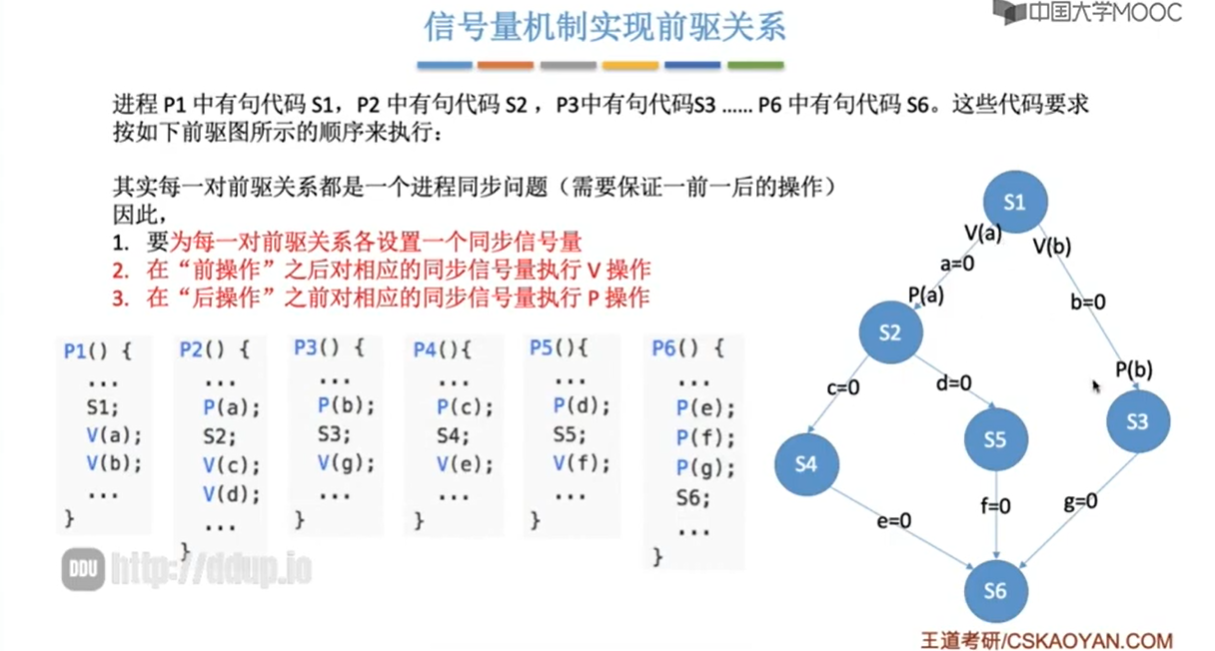 信号量机制实现前驱关系
中国大学MOOC
进程 P1 中有句代码 S1，P2 中有句代码 S2 ，P3中有句代码S3 ...... P6 中有句代码 S6。这些代码要求
按如下前驱图所示的顺序来执行：
其实每一对前驱关系都是一个进程同步问题（需要保证一前一后的操作）
因此，
1. 要为每一对前驱关系各设置一个同步信号量
2. 在“前操作”之后对相应的同步信号量执行 V 操作
3. 在“后操作”之前对相应的同步信号量执行 P 操作
P1() {
...
S1;
V(a);
V(b);
...
}
P2() {
...
P(a);
S2;
V(c);
V(d);
...
}
P3() {
...
P(b);
S3;
V(g);
...
}
P4(){
...
P(c);
S4;
V(e);
...
}
P5(){
...
P(d);
S5;
V(f);
...
}
P6() {
...
P(e);
P(f);
P(g);
S6;
...
}
S1
V(a)
V(b)
a=0
P(a)
b=0
S2
P(b)
c=0
d=0
S3
S5
S4
f=0
g=0
e=0
S6
DDU http://ddup.io
王道考研/CSKAOYAN.COM